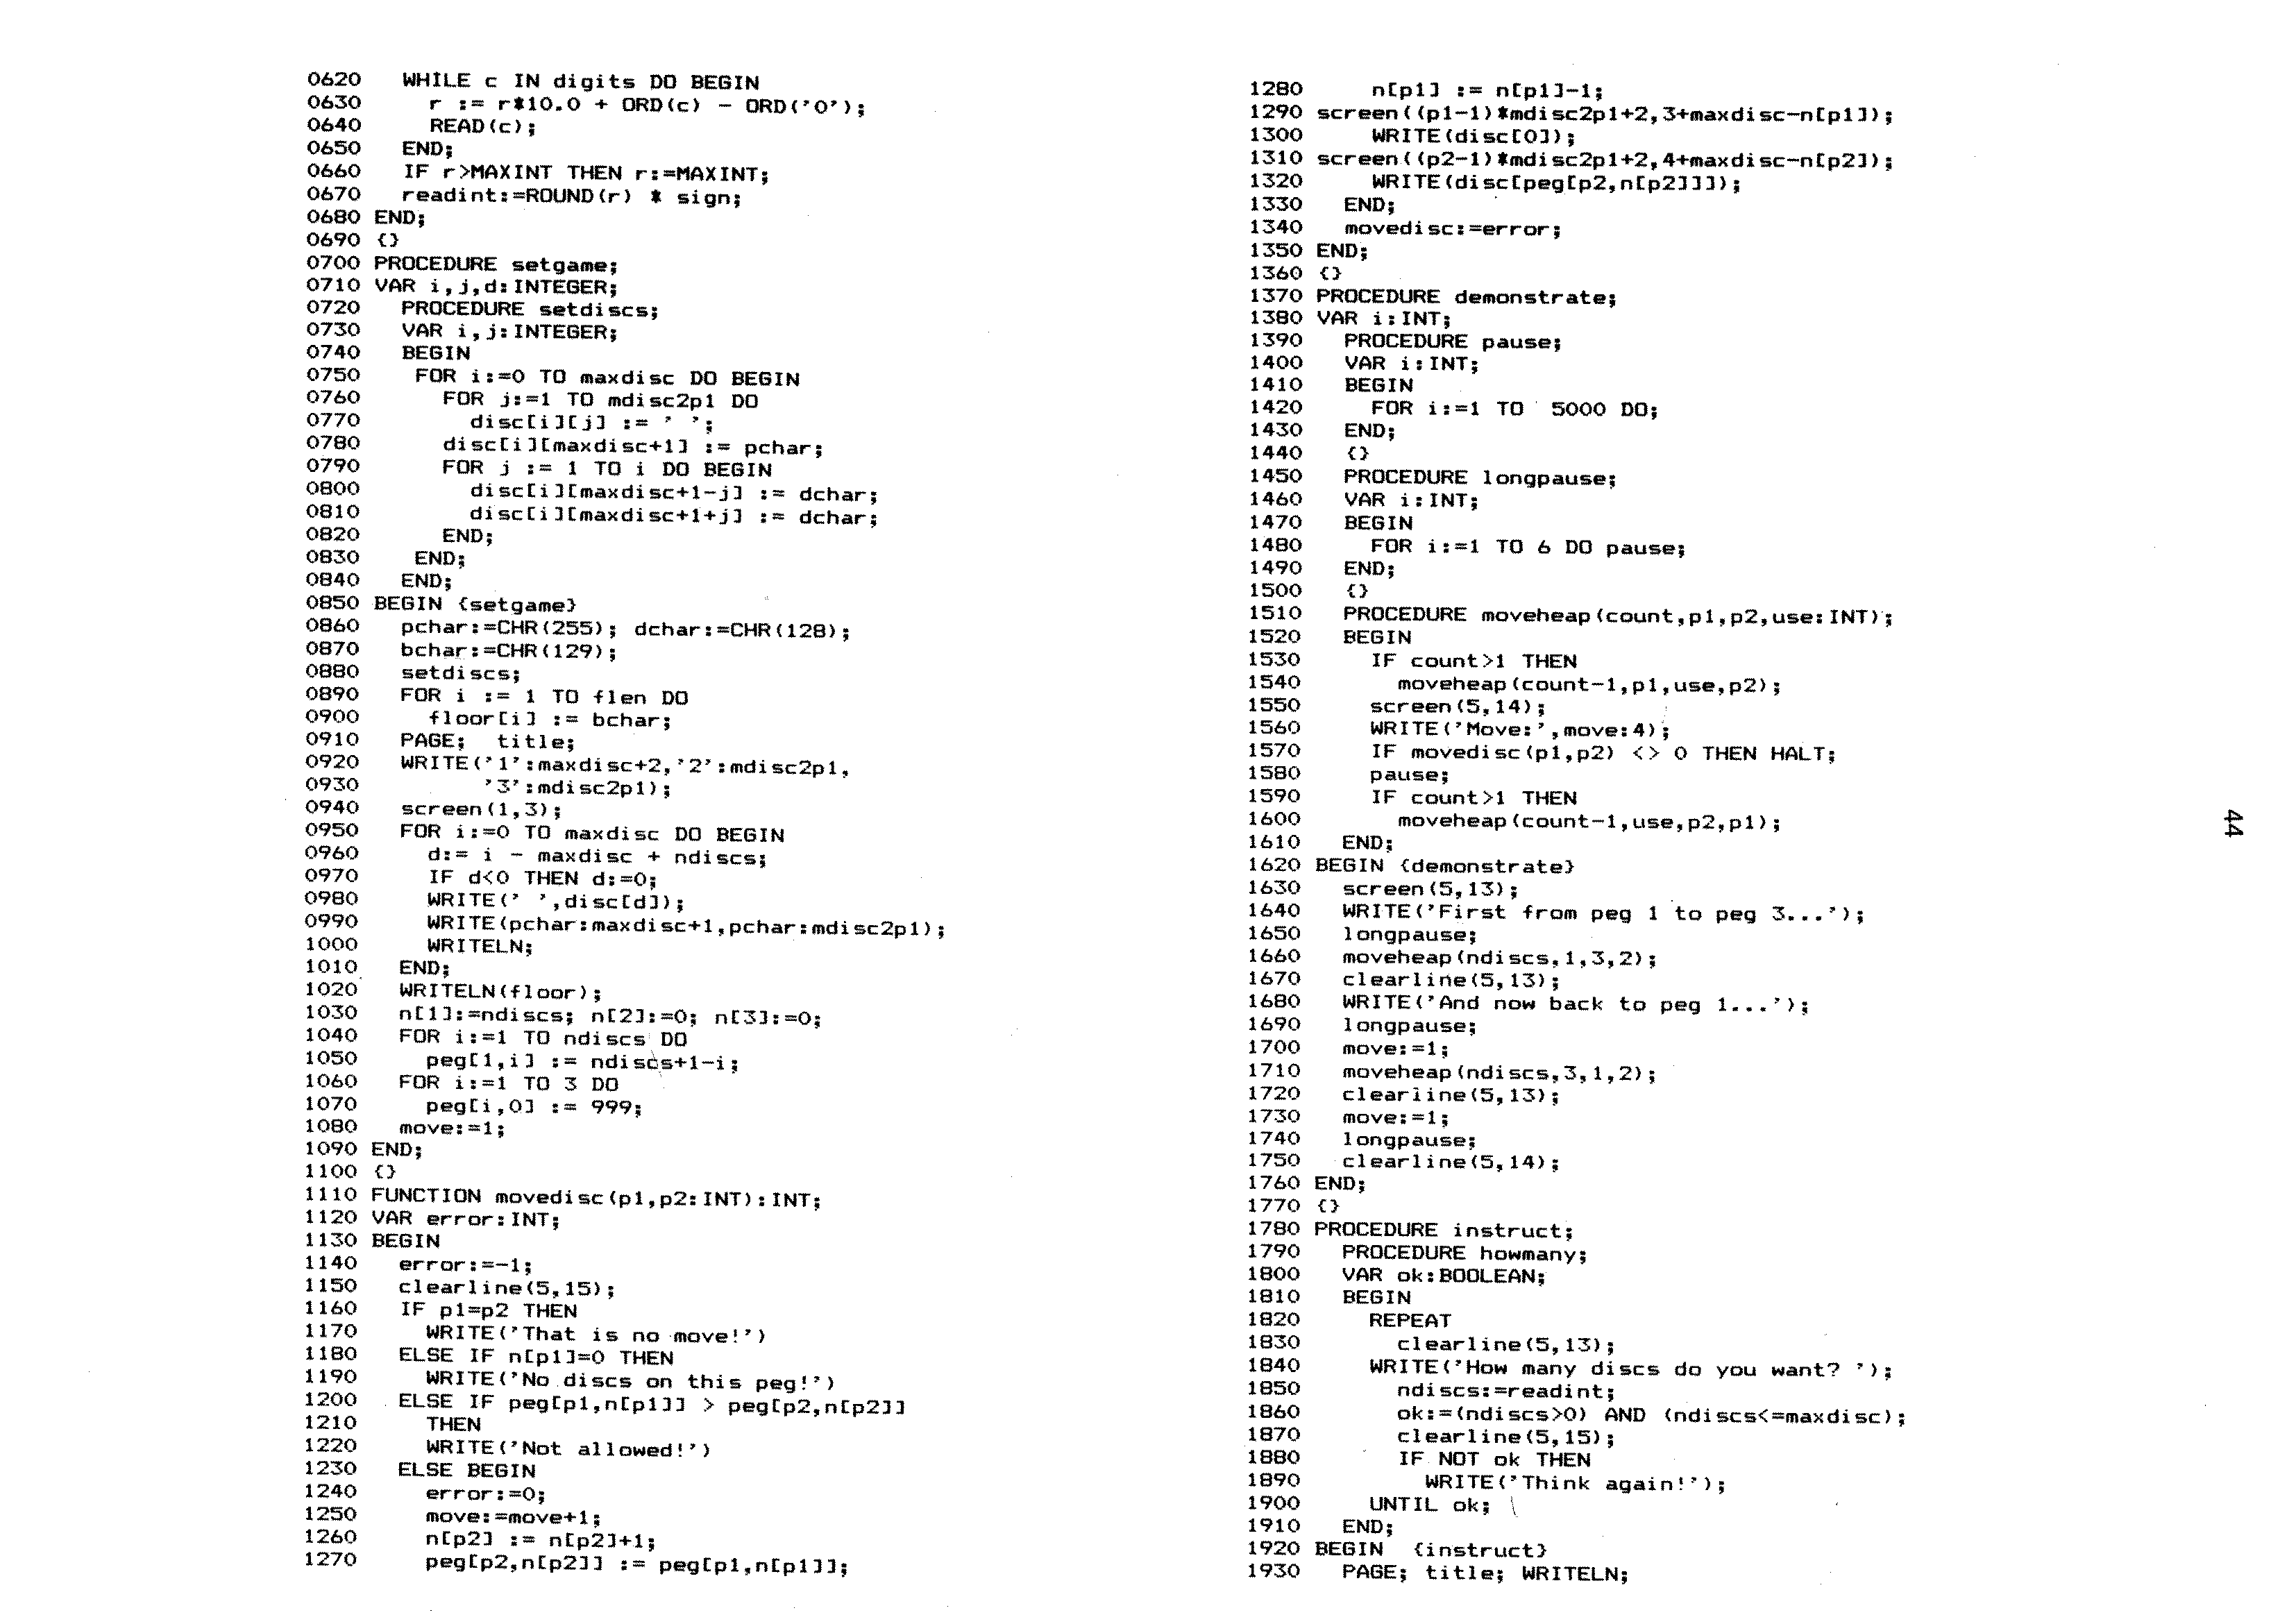 0620   WHILE c IN digits DO BEGIN
0630     r := r*10.0 + ORD(c) - ORD('0');
0640     READ(c);
0650   END;
0660   IF r>MAXINT THEN r:=MAXINT;
0670   readint:=ROUND(r) * sign;
0680 END;
0690 {}
0700 PROCEDURE setgame;
0710 VAR i,j,d:INTEGER;
0720   PROCEDURE setdiscs;
0730   VAR i,j:INTEGER;
0740   BEGIN
0750    FOR i:=0 TO maxdisc DO BEGIN
0760      FOR j:=1 TO mdisc2p1 DO
0770        disc[i][j] := ' ';
0780      disc[i][maxdisc+1] := pchar;
0790      FOR j := 1 TO i DO BEGIN
0800        disc[i][maxdisc+1-j] := dchar;
0810        disc[i][maxdisc+1+j] := dchar;
0820      END;
0830    END;
0840   END;
0850 BEGIN {setgame}
0860   pchar:=CHR(255); dchar:=CHR(128);
0870   bchar:=CHR(129);
0880   setdiscs;
0890   FOR i := 1 TO flen DO
0900     floor[i] := bchar;
0910   PAGE;  title;
0920   WRITE('1':maxdisc+2,'2':mdisc2p1,
0930         '3':mdisc2p1);
0940   screen(1,3);
0950   FOR i:=0 TO maxdisc DO BEGIN
0960     d:= i - maxdisc + ndiscs;
0970     IF d<0 THEN d:=0;
0980     WRITE(' ',disc[d]);
0990     WRITE(pchar:maxdisc+1,pchar:mdisc2p1);
1000     WRITELN;
1010   END;
1020   WRITELN(floor);
1030   n[1]:=ndiscs; n[2]:=0; n[3]:=0;
1040   FOR i:=1 TO ndiscs DO
1050     peg[1,i] := ndiscs+1-i;
1060   FOR i:=1 TO 3 DO
1070     peg[i,0] := 999;
1080   move:=1;
1090 END;
1100 {}
1110 FUNCTION movedisc(p1,p2:INT):INT;
1120 VAR error:INT;
1130 BEGIN
1140   error:=-1;
1150   clearline(5,15);
1160   IF p1=p2 THEN
1170     WRITE('That is no move!')
1180   ELSE IF n[p1]=0 THEN
1190     WRITE('No discs on this peg!')
1200   ELSE IF peg[p1,n[p1]] > peg[p2,n[p2]]
1210     THEN
1220     WRITE('Not allowed!')
1230   ELSE BEGIN
1240     error:=0;
1250     move:=move+1;
1260     n[p2] := n[p2]+1;
1270     peg[p2,n[p2]] := peg[p1,n[p1]];
1280     n[p1] := n[p1]-1;
1290 screen((p1-1)*mdisc2p1+2,3+maxdisc-n[p1]);
1300     WRITE(disc[0]);
1310 screen((p2-1)*mdisc2p1+2,4+maxdisc-n[p2]);
1320     WRITE(disc[peg[p2,n[p2]]]);
1330   END;
1340   movedisc:=error;
1350 END;
1360 {}
1370 PROCEDURE demonstrate;
1380 VAR i:INT;
1390   PROCEDURE pause;
1400   VAR i:INT;
1410   BEGIN
1420     FOR i:=1 TO  5000 DO;
1430   END;
1440   {}
1450   PROCEDURE longpause;
1460   VAR i:INT;
1470   BEGIN
1480     FOR i:=1 TO 6 DO pause;
1490   END;
1500   {}
1510   PROCEDURE moveheap(count,p1,p2,use:INT);
1520   BEGIN
1530     IF count>1 THEN
1540       moveheap(count-1,p1,use,p2);
1550     screen(5,14);
1560     WRITE('Move:',move:4);
1570     IF movedisc(p1,p2) <> 0 THEN HALT;
1580     pause;
1590     IF count>1 THEN
1600       moveheap(count-1,use,p2,p1);
1610   END;
1620 BEGIN {demonstrate}
1630   screen(5,13);
1640   WRITE('First from peg 1 to peg 3...');
1650   longpause;
1660   moveheap(ndiscs,1,3,2);
1670   clearline(5,13);
1680   WRITE('And now back to peg 1...');
1690   longpause;
1700   move:=1;
1710   moveheap(ndiscs,3,1,2);
1720   clearline(5,13);
1730   move:=1;
1740   longpause;
1750   clearline(5,14);
1760 END;
1770 {}
1780 PROCEDURE instruct;
1790   PROCEDURE howmany;
1800   VAR ok:BOOLEAN;
1810   BEGIN
1820     REPEAT
1830       clearline(5,13);
1840     WRITE('How many discs do you want? ');
1850       ndiscs:=readint;
1860       ok:=(ndiscs>0) AND (ndiscs<=maxdisc);
1870       clearline(5,15);
1880       IF NOT ok THEN
1890         WRITE('Think again!');
1900     UNTIL ok;
1910   END;
1920 BEGIN  {instruct}
1930   PAGE; title; WRITELN;
44